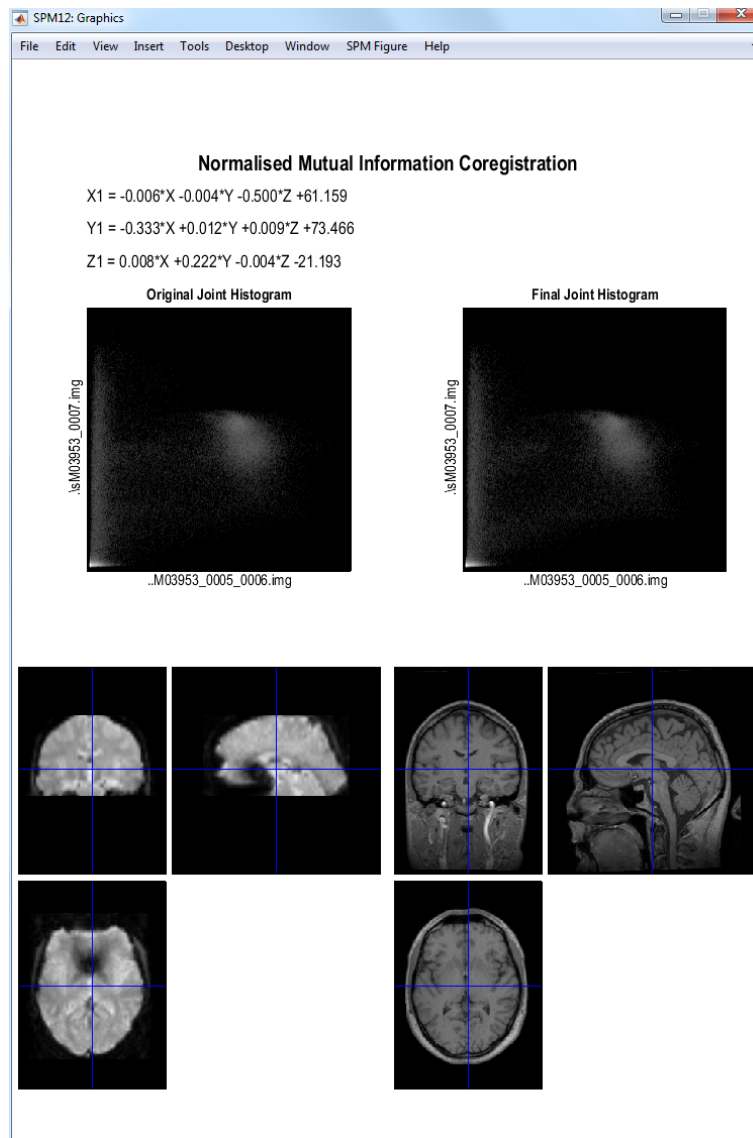 SPM12: Graphics
File Edit View Insert Tools Desktop Window SPM Figure Help
Normalised Mutual Information Coregistration
X1 = -0.006*X -0.004*Y -0.500*Z +61.159
Y1 = -0.333*X +0.012*Y +0.009*Z +73.466
Z1 = 0.008*X +0.222*Y -0.004*Z -21.193
Original Joint Histogram
.\sM03953_0007.img
..M03953_0005_0006.img
Final Joint Histogram
.\sM03953_0007.img
..M03953_0005_0006.img